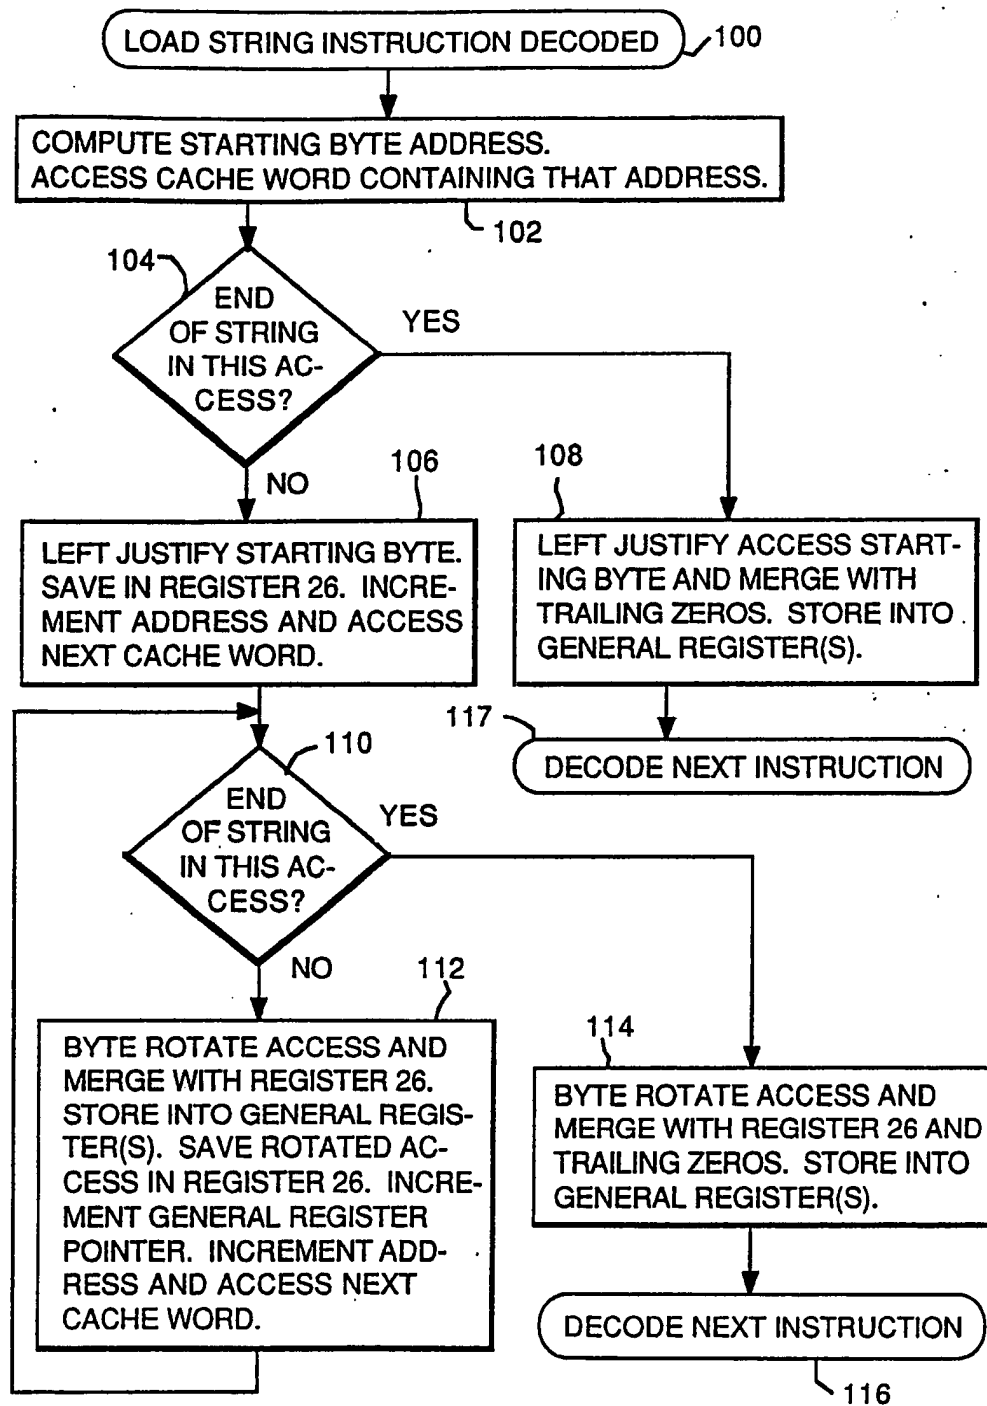 LOAD STRING INSTRUCTION DECODED
100
COMPUTE STARTING BYTE ADDRESS.
ACCESS CACHE WORD CONTAINING THAT ADDRESS.
102
104
END
OF STRING
IN THIS AC-
CESS?
YES
NO
106
LEFT JUSTIFY STARTING BYTE.
SAVE IN REGISTER 26. INCRE-
MENT ADDRESS AND ACCESS
NEXT CACHE WORD.
108
LEFT JUSTIFY ACCESS START-
ING BYTE AND MERGE WITH
TRAILING ZEROS. STORE INTO
GENERAL REGISTER(S).
117
DECODE NEXT INSTRUCTION
110
END
OF STRING
IN THIS AC-
CESS?
YES
NO
112
BYTE ROTATE ACCESS AND
MERGE WITH REGISTER 26.
STORE INTO GENERAL REGIS-
TER(S). SAVE ROTATED AC-
CESS IN REGISTER 26. INCRE-
MENT GENERAL REGISTER
POINTER. INCREMENT ADD-
RESS AND ACCESS NEXT
CACHE WORD.
114
BYTE ROTATE ACCESS AND
MERGE WITH REGISTER 26 AND
TRAILING ZEROS. STORE INTO
GENERAL REGISTER(S).
DECODE NEXT INSTRUCTION
116